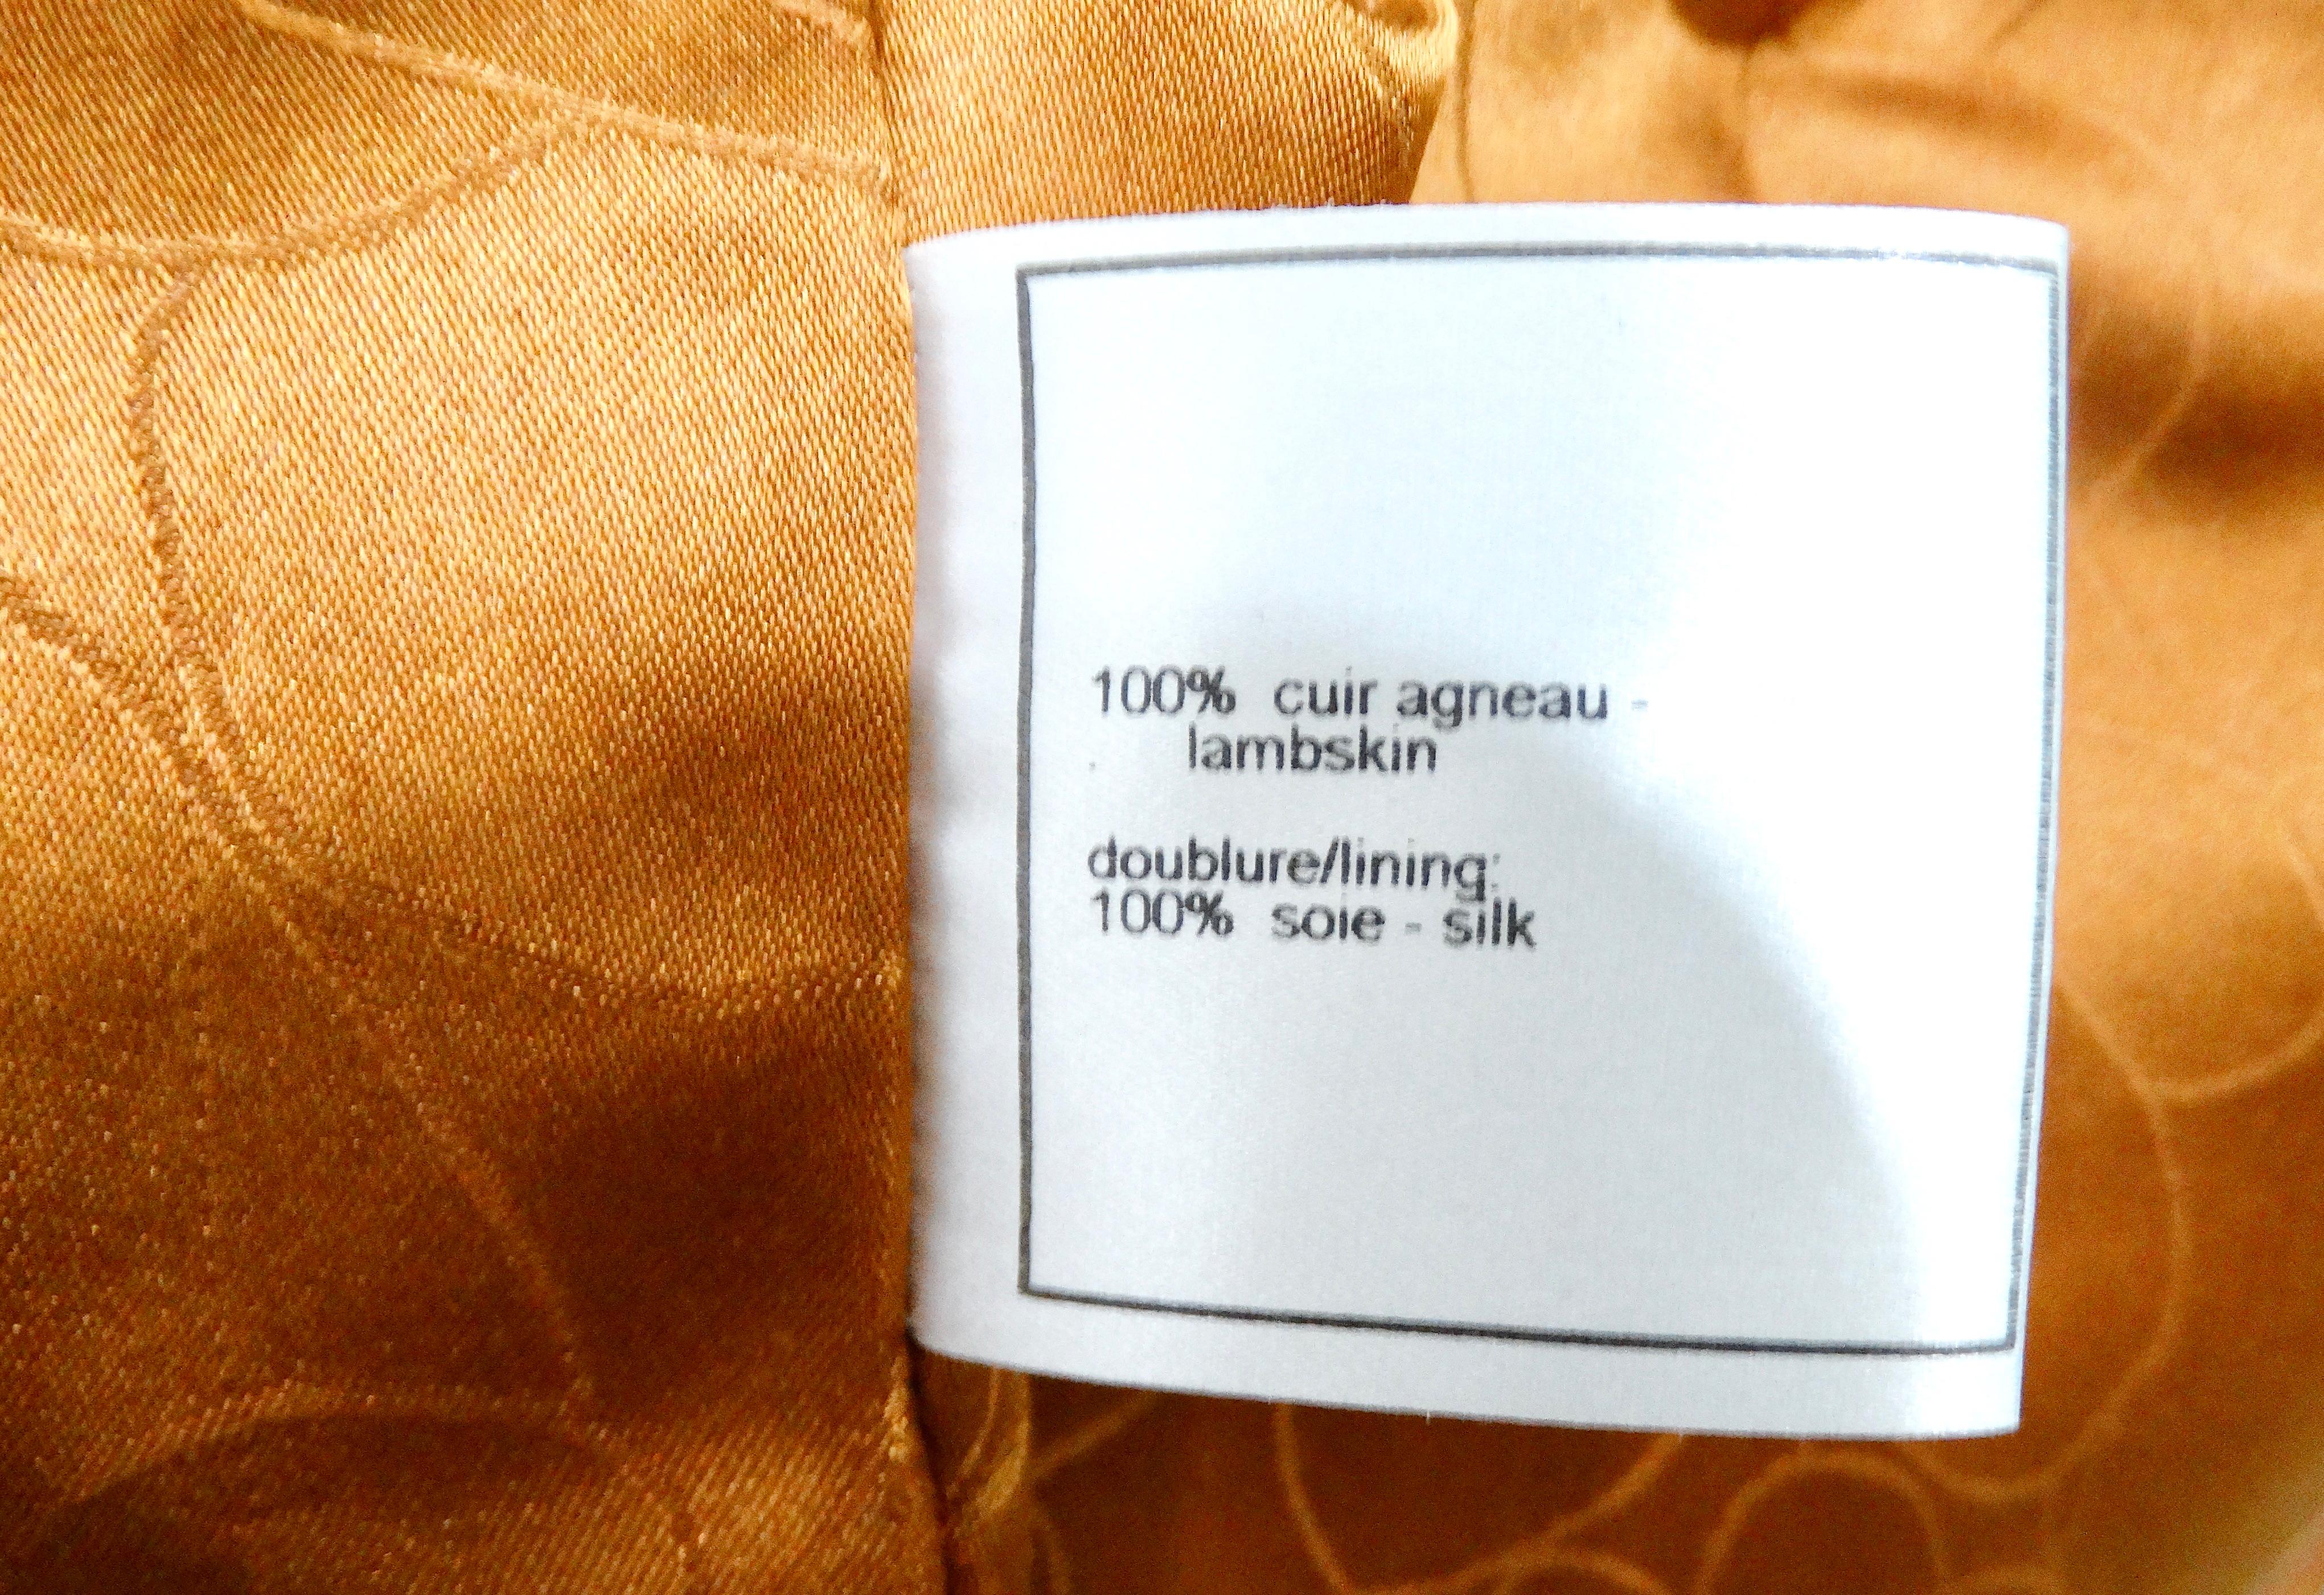 100% cuir agneau -
lambskin
doublure/lining:
100% soie - silk